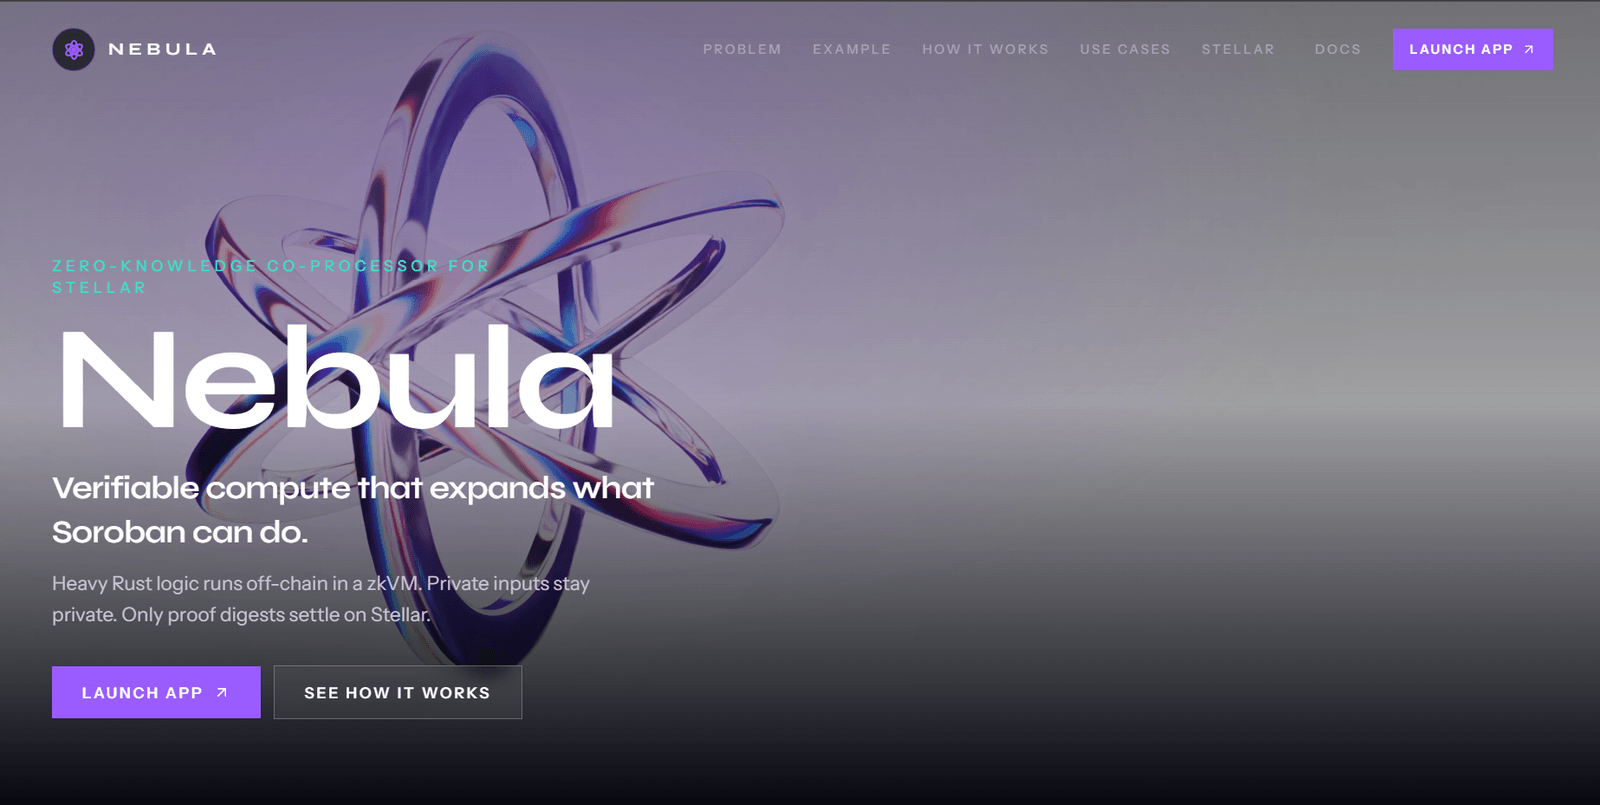 NEBULA
PROBLEM
EXAMPLE
HOW IT WORKS
USE CASES
STELLAR
DOCS
LAUNCH APP
ZERO-KNOWLEDGE CO-PROCESSOR FOR
STELLAR
Nebula
Verifiable compute that expands what
Soroban can do.
Heavy Rust logic runs off-chain in a zkVM. Private inputs stay
private. Only proof digests settle on Stellar.
LAUNCH APP
SEE HOW IT WORKS